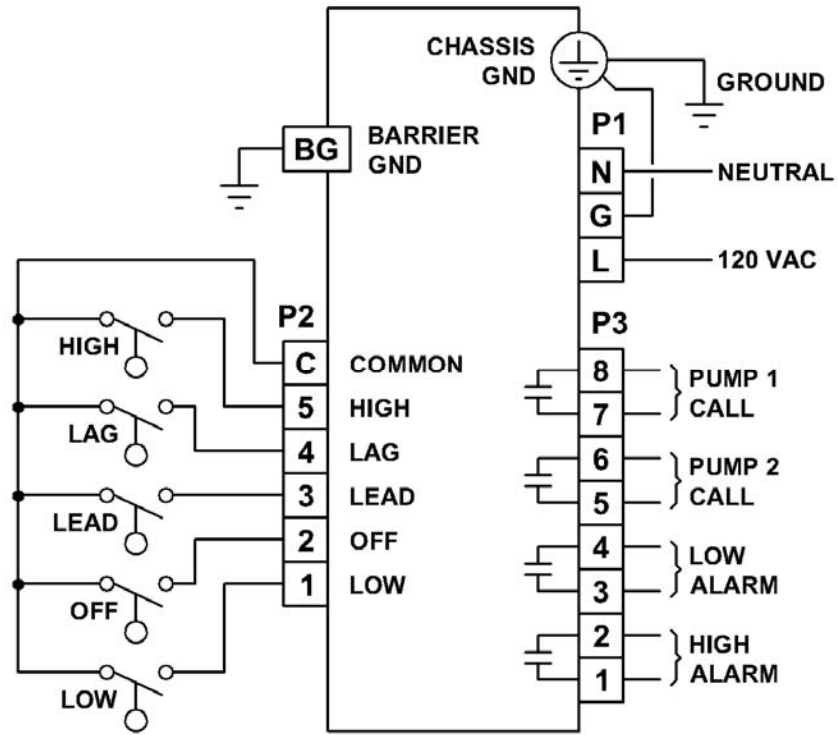 CHASSIS
GND
GROUND
P1
BG
BARRIER
GND
N
NEUTRAL
G
L
120 VAC
P2
P3
HIGH
C
COMMON
8
PUMP 1
CALL
7
5
HIGH
LAG
4
LAG
6
PUMP 2
CALL
5
3
LEAD
LEAD
2
OFF
4
LOW
ALARM
3
1
LOW
OFF
2
HIGH
ALARM
1
LOW